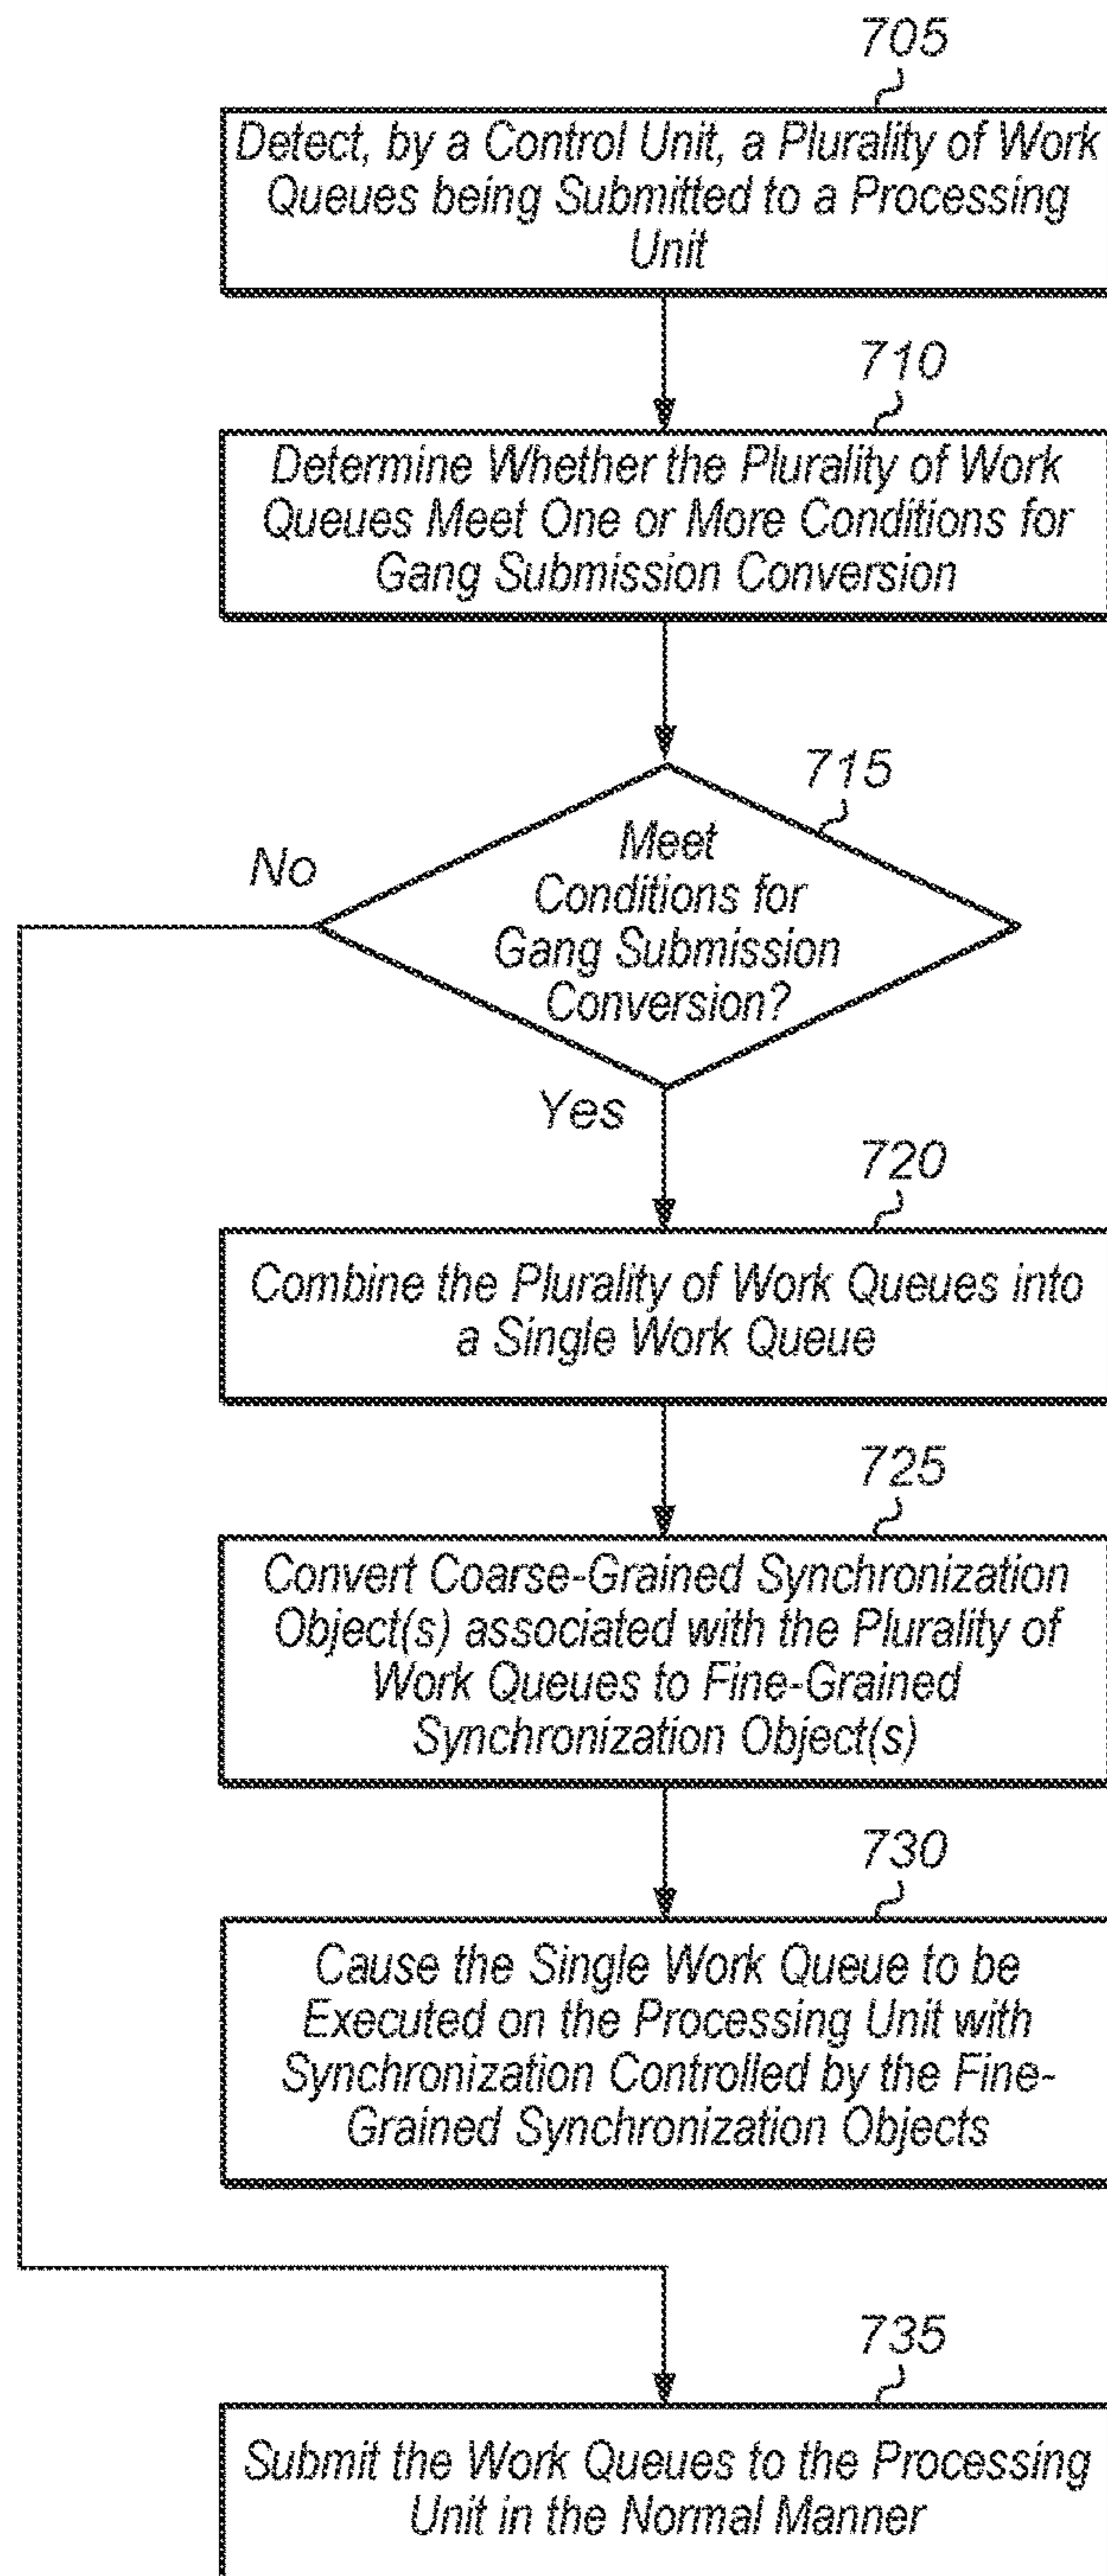 705
Detect, by a Control Unit, a Plurality of Work
Queues being Submitted to a Processing
Unit
710
Determine Whether the Plurality of Work
Queues Meet One or More Conditions for
Gang Submission Conversion
715
Meet
Conditions for
Gang Submission
Conversion?
No
Yes
720
Combine the Plurality of Work Queues into
a Single Work Queue
725
Convert Coarse-Grained Synchronization
Object(s) associated with the Plurality of
Work Queues to Fine-Grained
Synchronization Object(s)
730
Cause the Single Work Queue to be
Executed on the Processing Unit with
Synchronization Controlled by the Fine-
Grained Synchronization Objects
735
Submit the Work Queues to the Processing
Unit in the Normal Manner